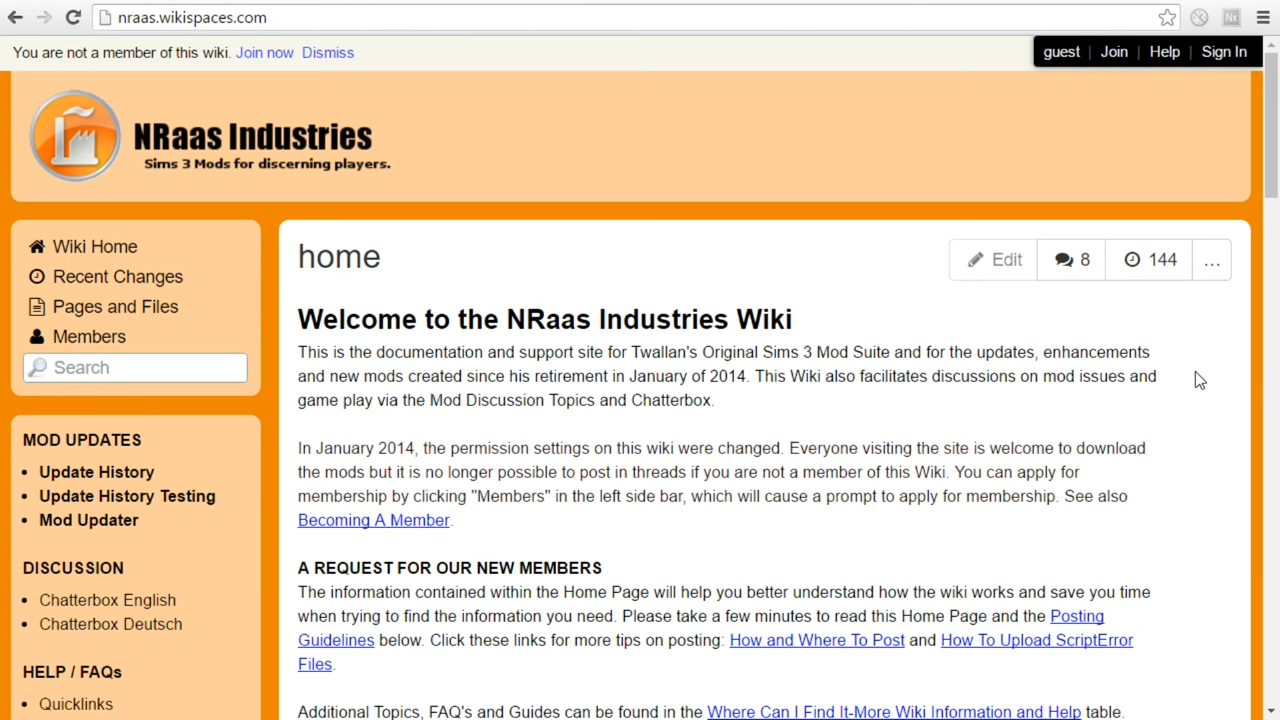 nraas.wikispaces.com
Nx
You are not a member of this wiki. Join now Dismiss
guest | Join | Help | Sign In
NRaas Industries
Sims 3 Mods for discerning players.
Wiki Home
Recent Changes
Pages and Files
Members
Search
MOD UPDATES
• Update History
• Update History Testing
• Mod Updater
DISCUSSION
• Chatterbox English
• Chatterbox Deutsch
HELP / FAQs
• Quicklinks
home
Edit 8 144 ...
Welcome to the NRaas Industries Wiki
This is the documentation and support site for Twallan's Original Sims 3 Mod Suite and for the updates, enhancements
and new mods created since his retirement in January of 2014. This Wiki also facilitates discussions on mod issues and
game play via the Mod Discussion Topics and Chatterbox.
In January 2014, the permission settings on this wiki were changed. Everyone visiting the site is welcome to download
the mods but it is no longer possible to post in threads if you are not a member of this Wiki. You can apply for
membership by clicking "Members" in the left side bar, which will cause a prompt to apply for membership. See also
Becoming A Member.
A REQUEST FOR OUR NEW MEMBERS
The information contained within the Home Page will help you better understand how the wiki works and save you time
when trying to find the information you need. Please take a few minutes to read this Home Page and the Posting
Guidelines below. Click these links for more tips on posting: How and Where To Post and How To Upload ScriptError
Files.
Additional Topics, FAQ's and Guides can be found in the Where Can I Find It-More Wiki Information and Help table.